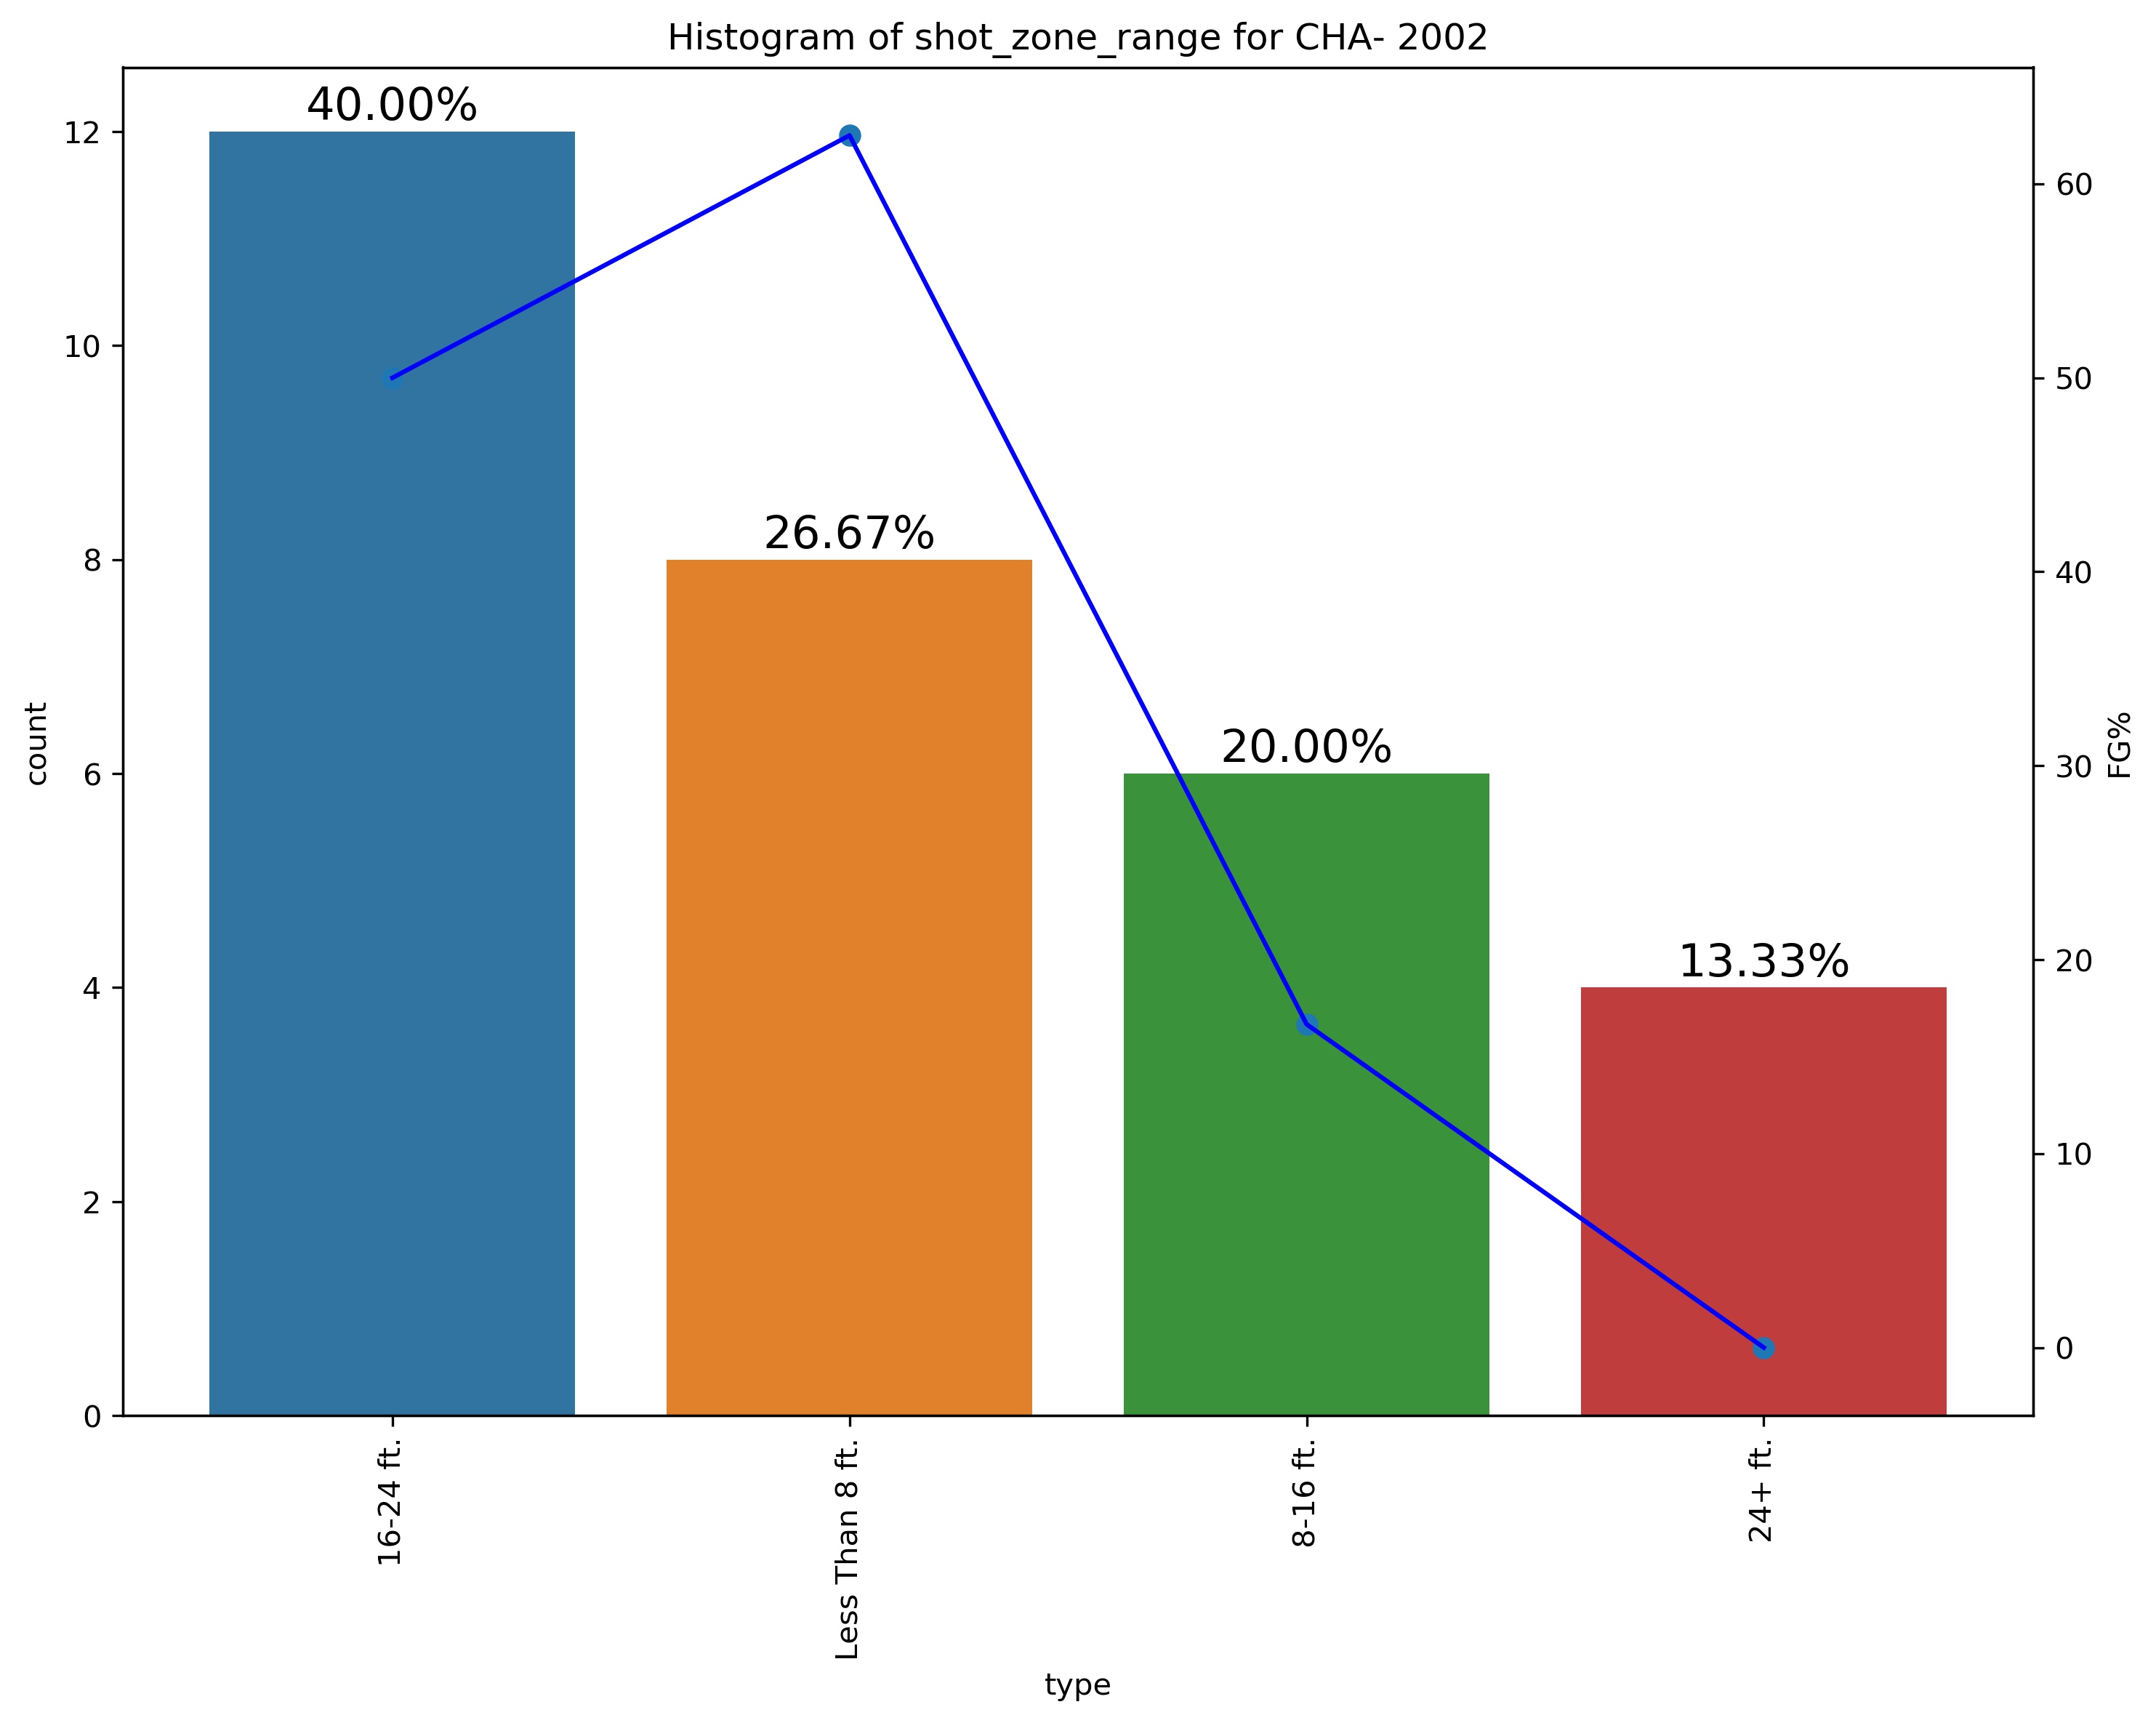 Histogram of shot_zone_range for CHA- 2002
40.00%
26.67%
20.00%
13.33%
12
10
8
6
4
2
0
count
60
50
40
30
20
10
0
FG%
16-24 ft.
Less Than 8 ft.
8-16 ft.
24+ ft.
type